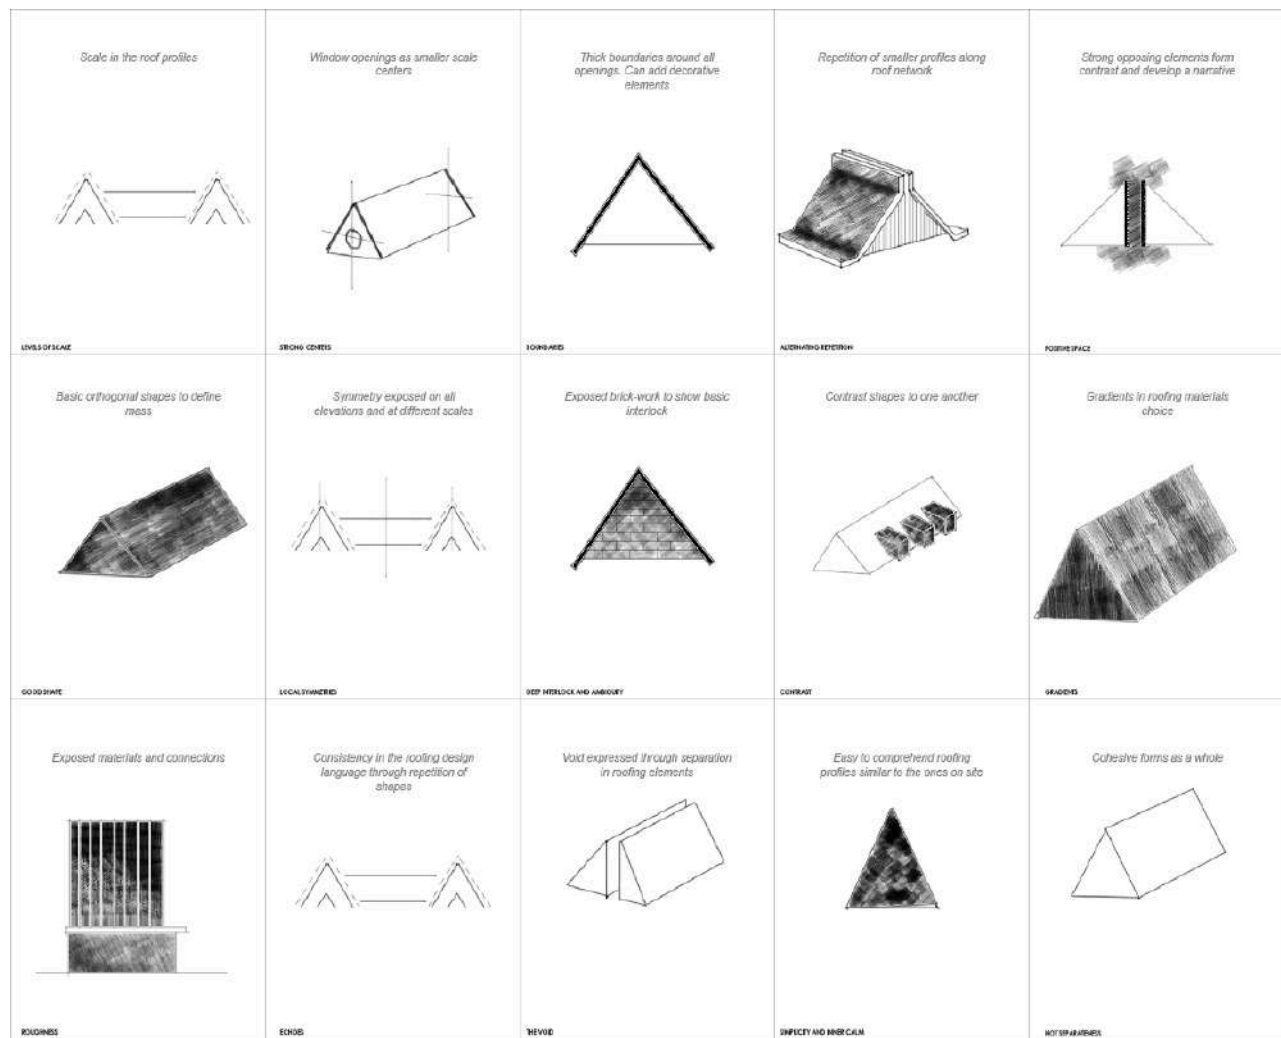 Scale in the roof profiles
Window openings as smaller scale
centers
Thick boundaries around all
openings. Can add decorative
elements
Repetition of smaller profiles along
roof network
Strong opposing elements form
contrast and develop a narrative
LEVELS OF SCALE
STRONG CENTERS
BOUNDARIES
ALTERNATING REPETITION
POSITIVE SPACE
Basic orthogonal shapes to define
mass
Symmetry exposed on all
elevations and at different scales
Exposed brick-work to show basic
interlock
Contrast shapes to one another
Gradients in roofing materials
choice
GOOD SHAPE
LOCAL SYMMETRIES
DEEP INTERLOCK AND AMBIGUITY
CONTRAST
GRADIENTS
Exposed materials and connections
Consistency in the roofing design
language through repetition of
shapes
Void expressed through separation
in roofing elements
Easy to comprehend roofing
profiles similar to the ones on site
Cohesive forms as a whole
ROUGHNESS
ECHOES
THE VOID
SIMPLICITY AND INNER CALM
NOT SEPARATENESS